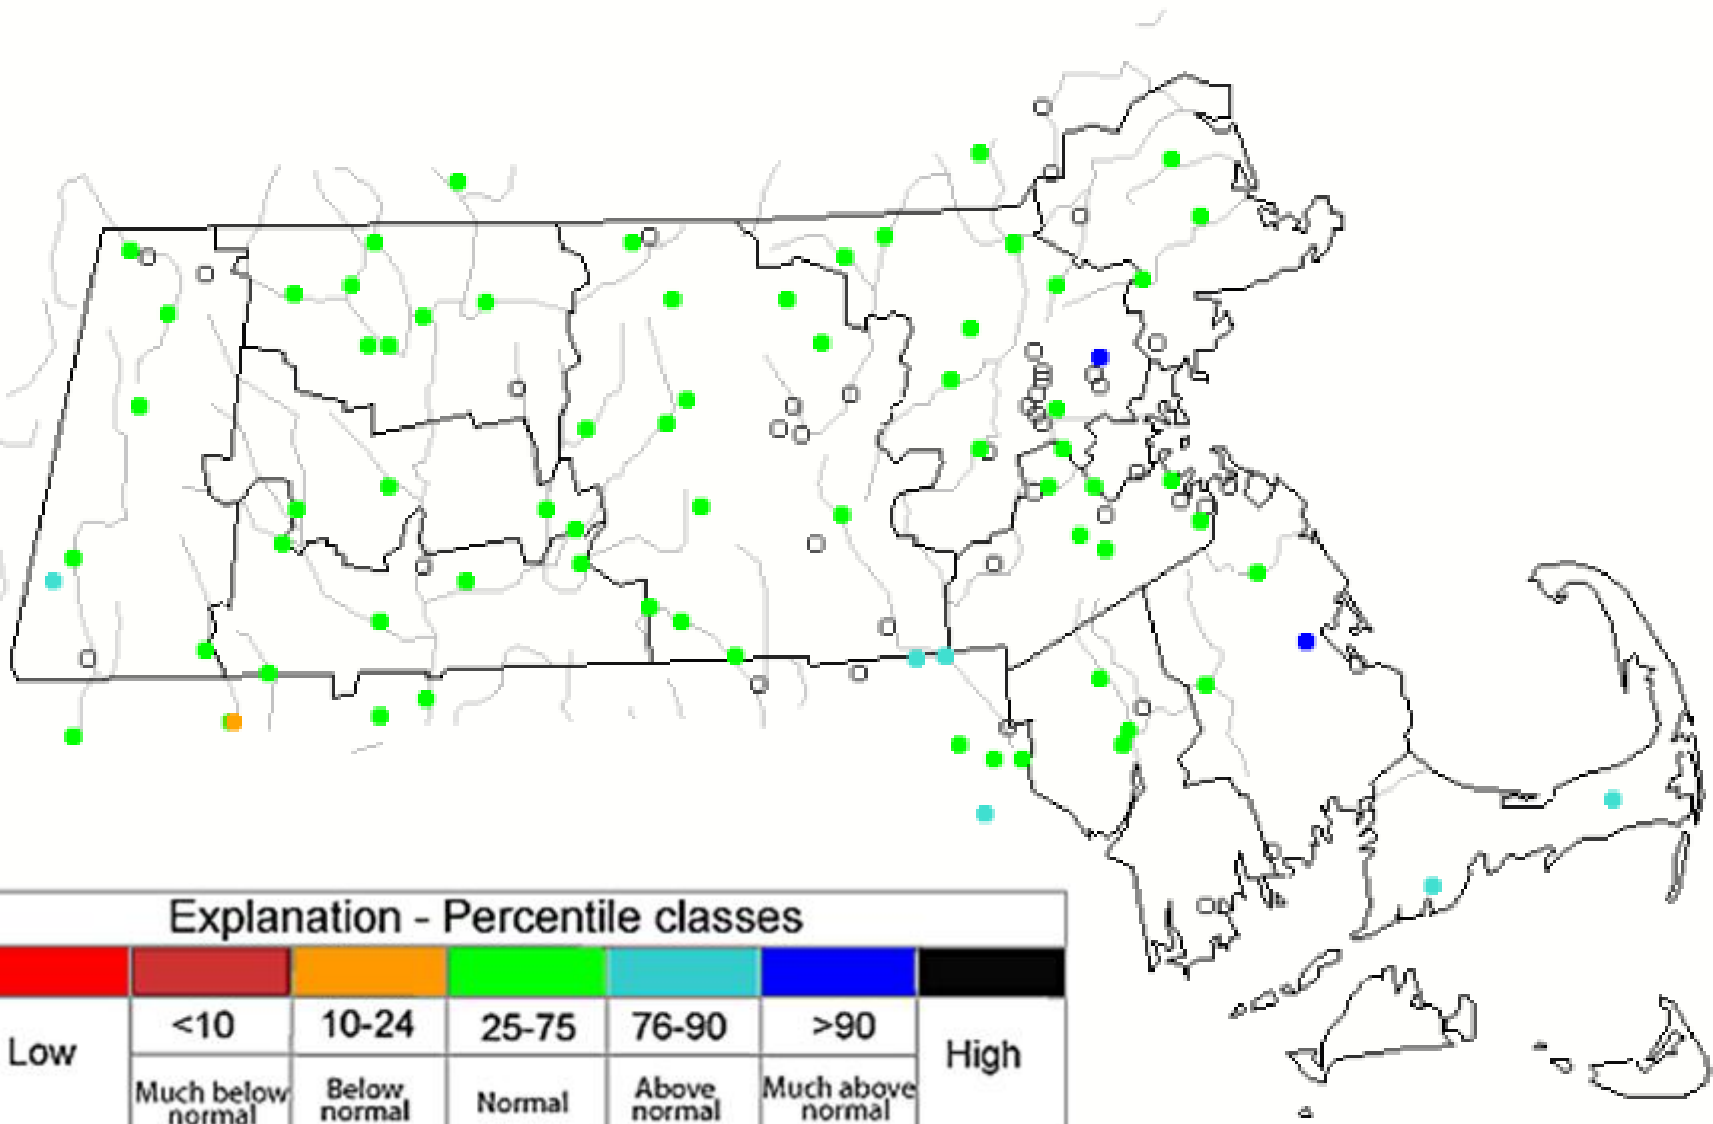 Explanation - Percentile classes
Low
<10
10-24
25-75
76-90
>90
High
Much below
normal
Below
normal
Normal
Above
normal
Much above
normal